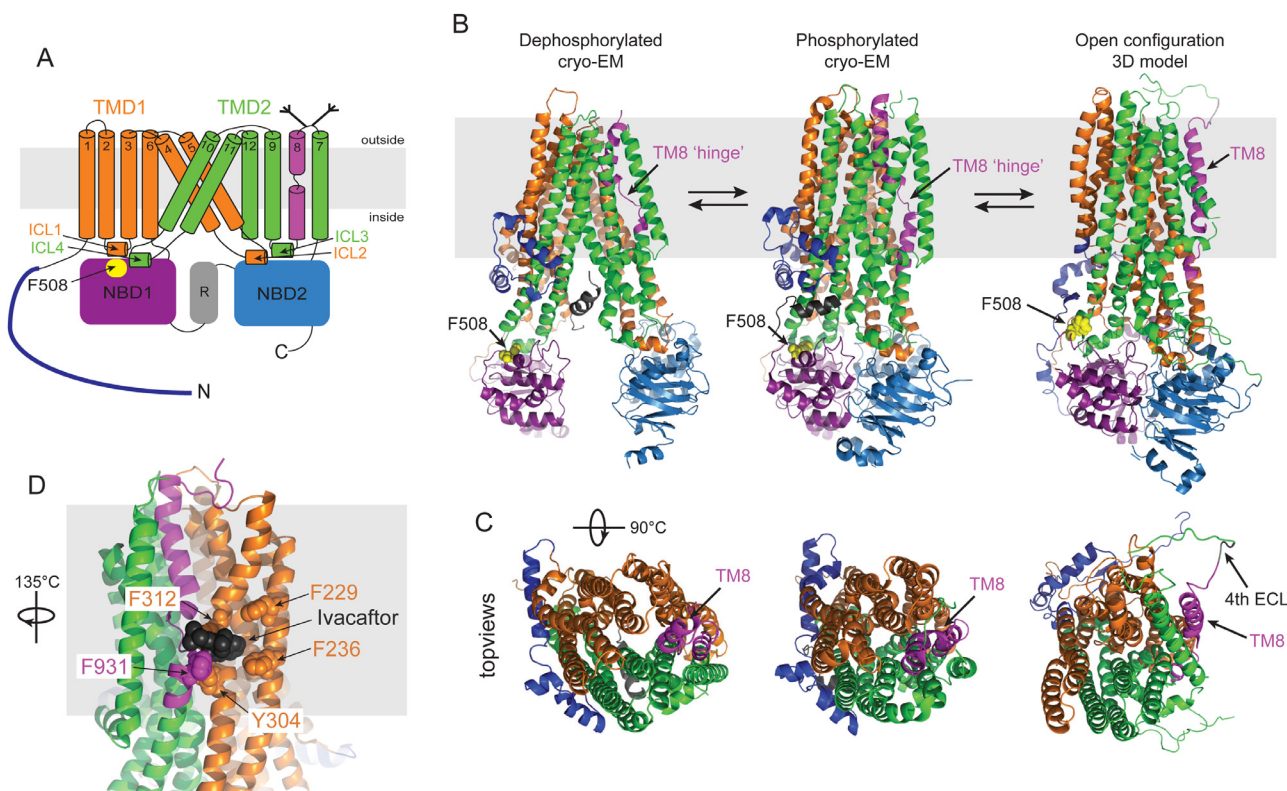 A
TMD1
TMD2
1
2
3
6
4
5
10
11
12
9
8
7
outside
inside
ICL1
ICL4
F508
ICL3
ICL2
NBD1
R
NBD2
C
N
B
Dephosphorylated
cryo-EM
Phosphorylated
cryo-EM
Open configuration
3D model
TM8 'hinge'
TM8 'hinge'
TM8
F508
F508
F508
D
135°C
F312
F229
Ivacaftor
F931
F236
Y304
C
90°C
topviews
TM8
TM8
4th ECL
TM8